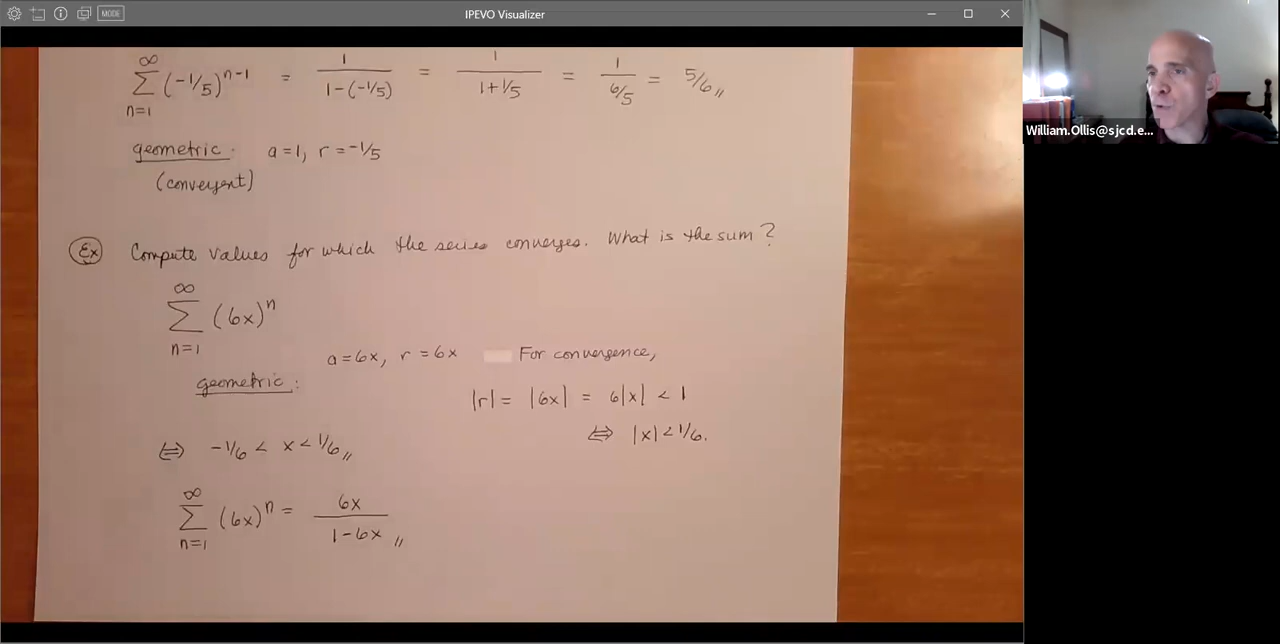 MODE
IPEVO Visualizer
∞
∑ (-1/5)^{n-1} = 1/(1-(-1/5)) = 1/(1+1/5) = 1/(6/5) = 5/6 //
n=1
geometric: a=1, r=-1/5
(convergent)
William.Ollis@sjcd.e...
Ex Compute values for which the series converges. What is the sum?
∞
∑ (6x)^n
n=1
geometric: a=6x, r=6x For convergence,
|r| = |6x| = 6|x| < 1
⇔ |x| < 1/6.
⇔ -1/6 < x < 1/6 //
∞
∑ (6x)^n = 6x/(1-6x) //
n=1